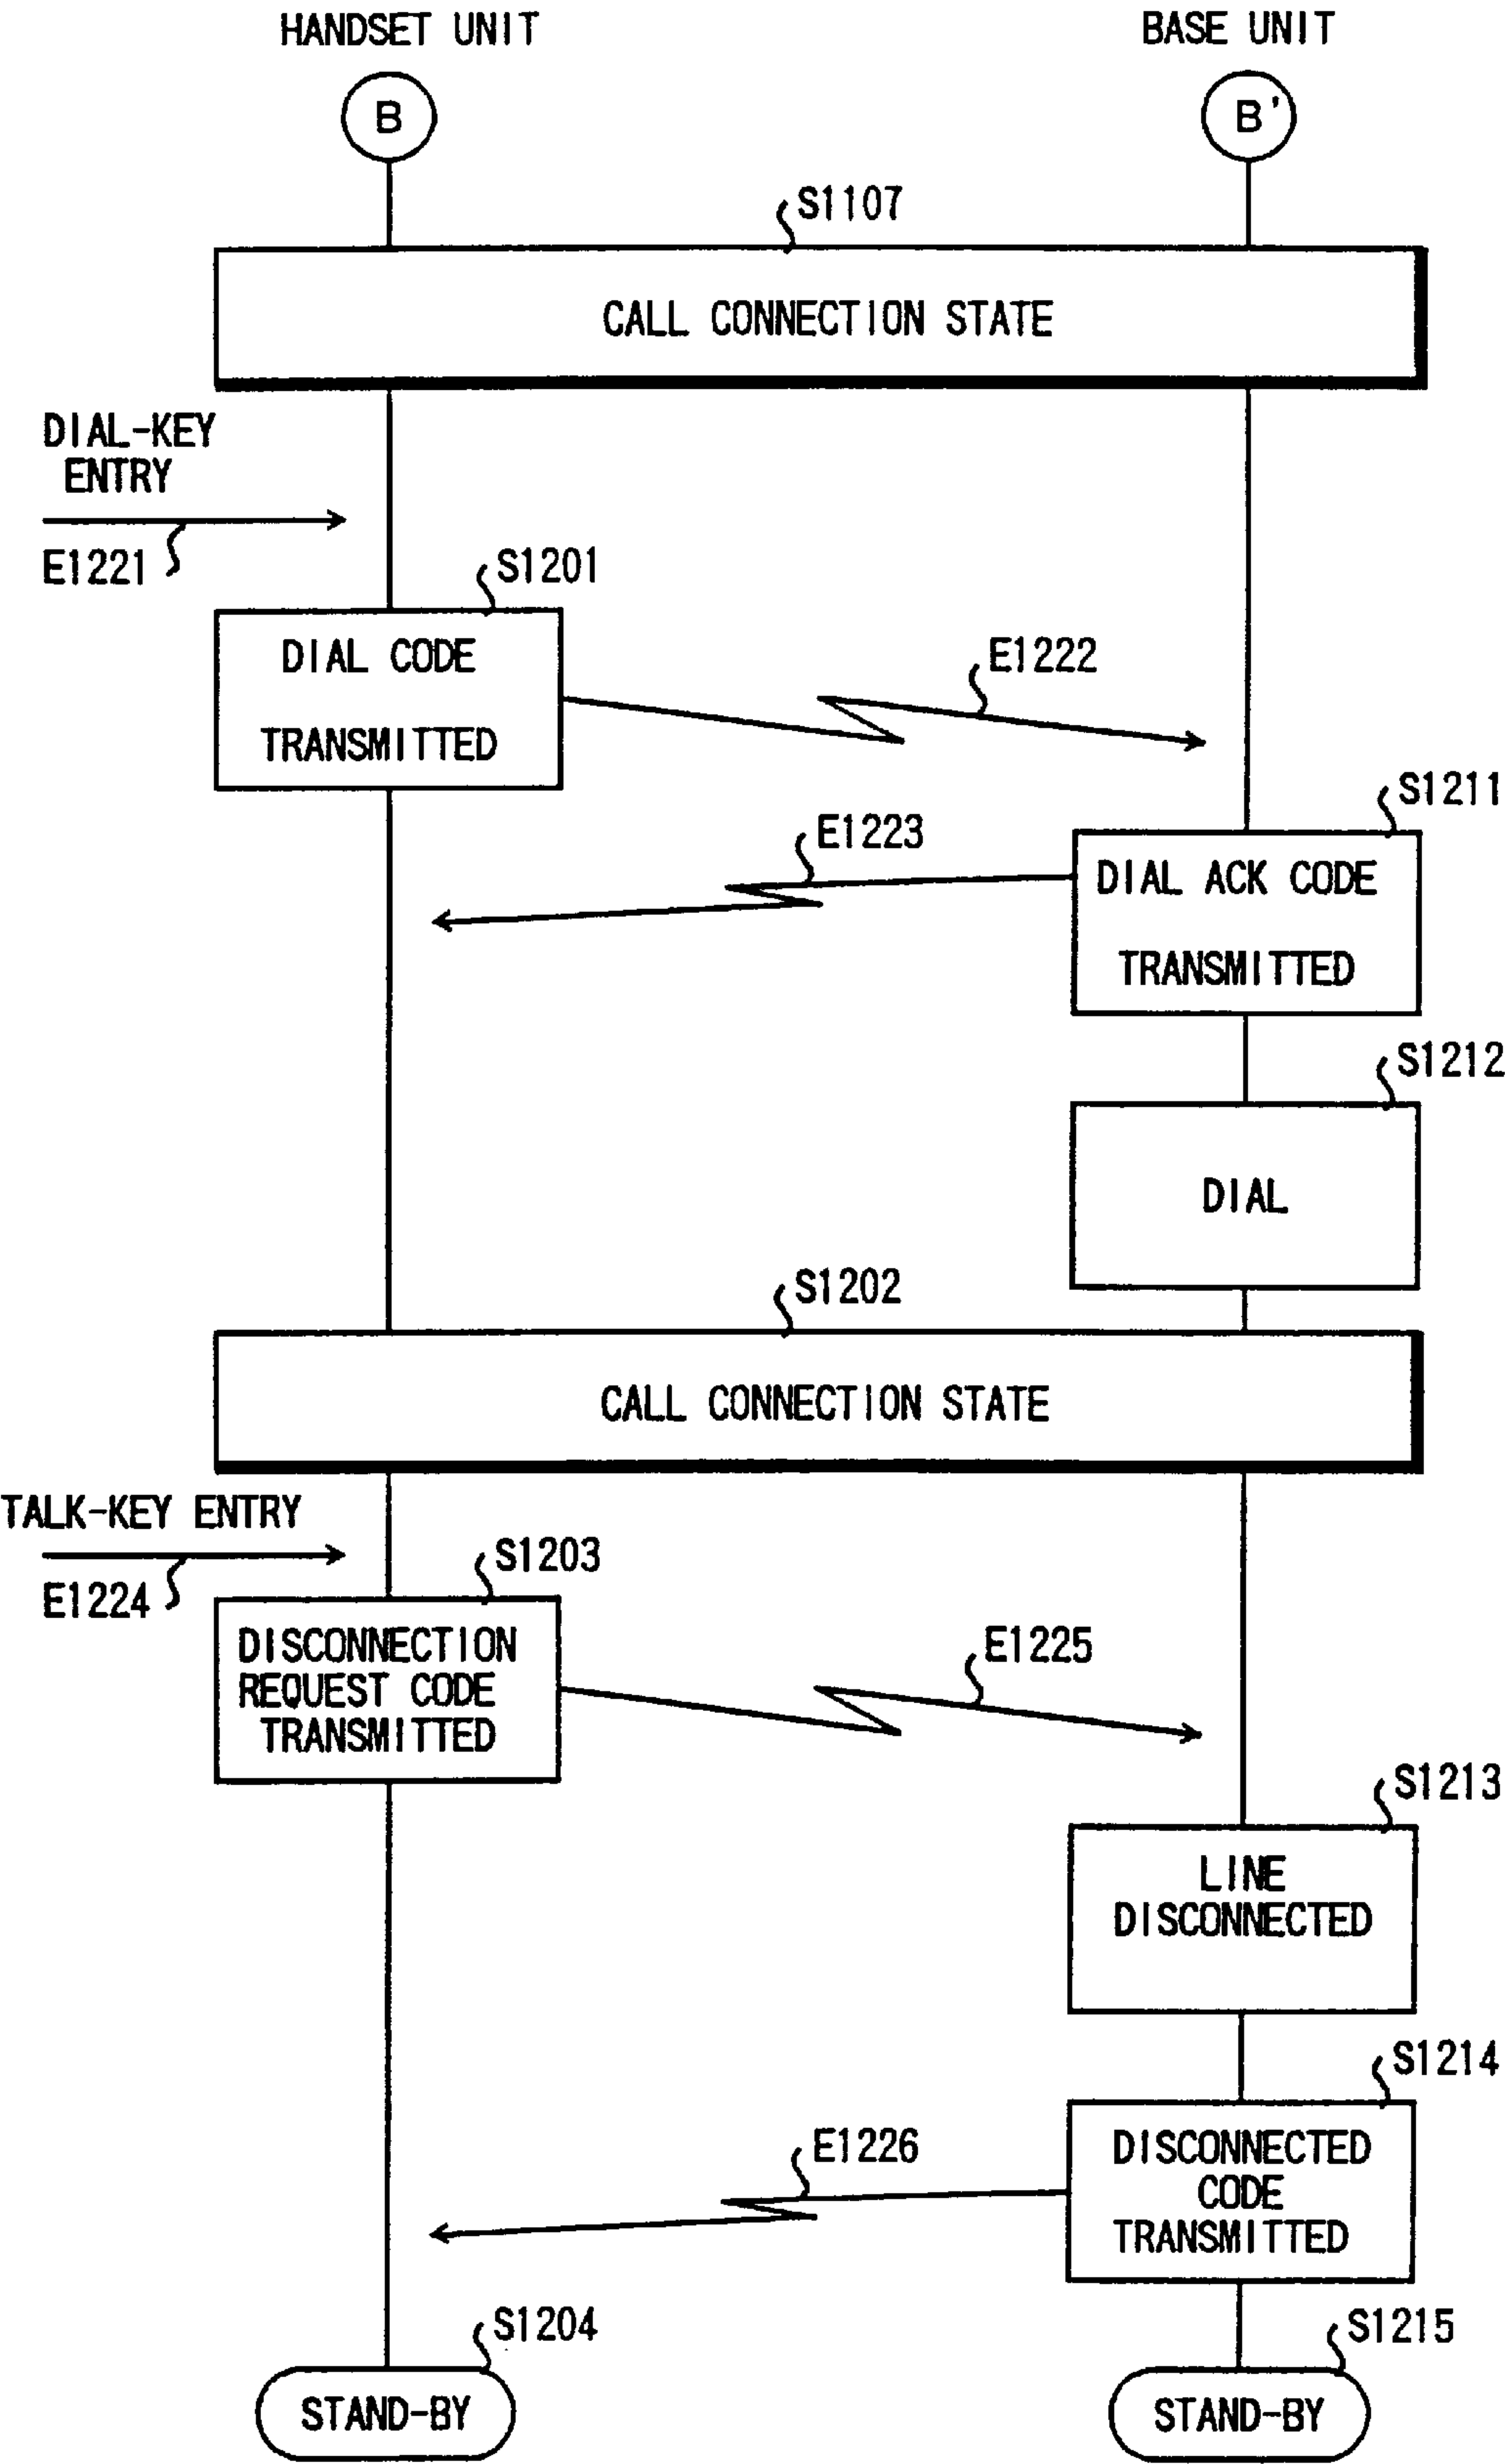 HANDSET UNIT
BASE UNIT
B
B'
S1107
CALL CONNECTION STATE
DIAL-KEY
ENTRY
E1221
S1201
DIAL CODE
TRANSMITTED
E1222
S1211
E1223
DIAL ACK CODE
TRANSMITTED
S1212
DIAL
S1202
CALL CONNECTION STATE
TALK-KEY ENTRY
E1224
S1203
DISCONNECTION
REQUEST CODE
TRANSMITTED
E1225
S1213
LINE
DISCONNECTED
S1214
E1226
DISCONNECTED
CODE
TRANSMITTED
S1204
S1215
STAND-BY
STAND-BY